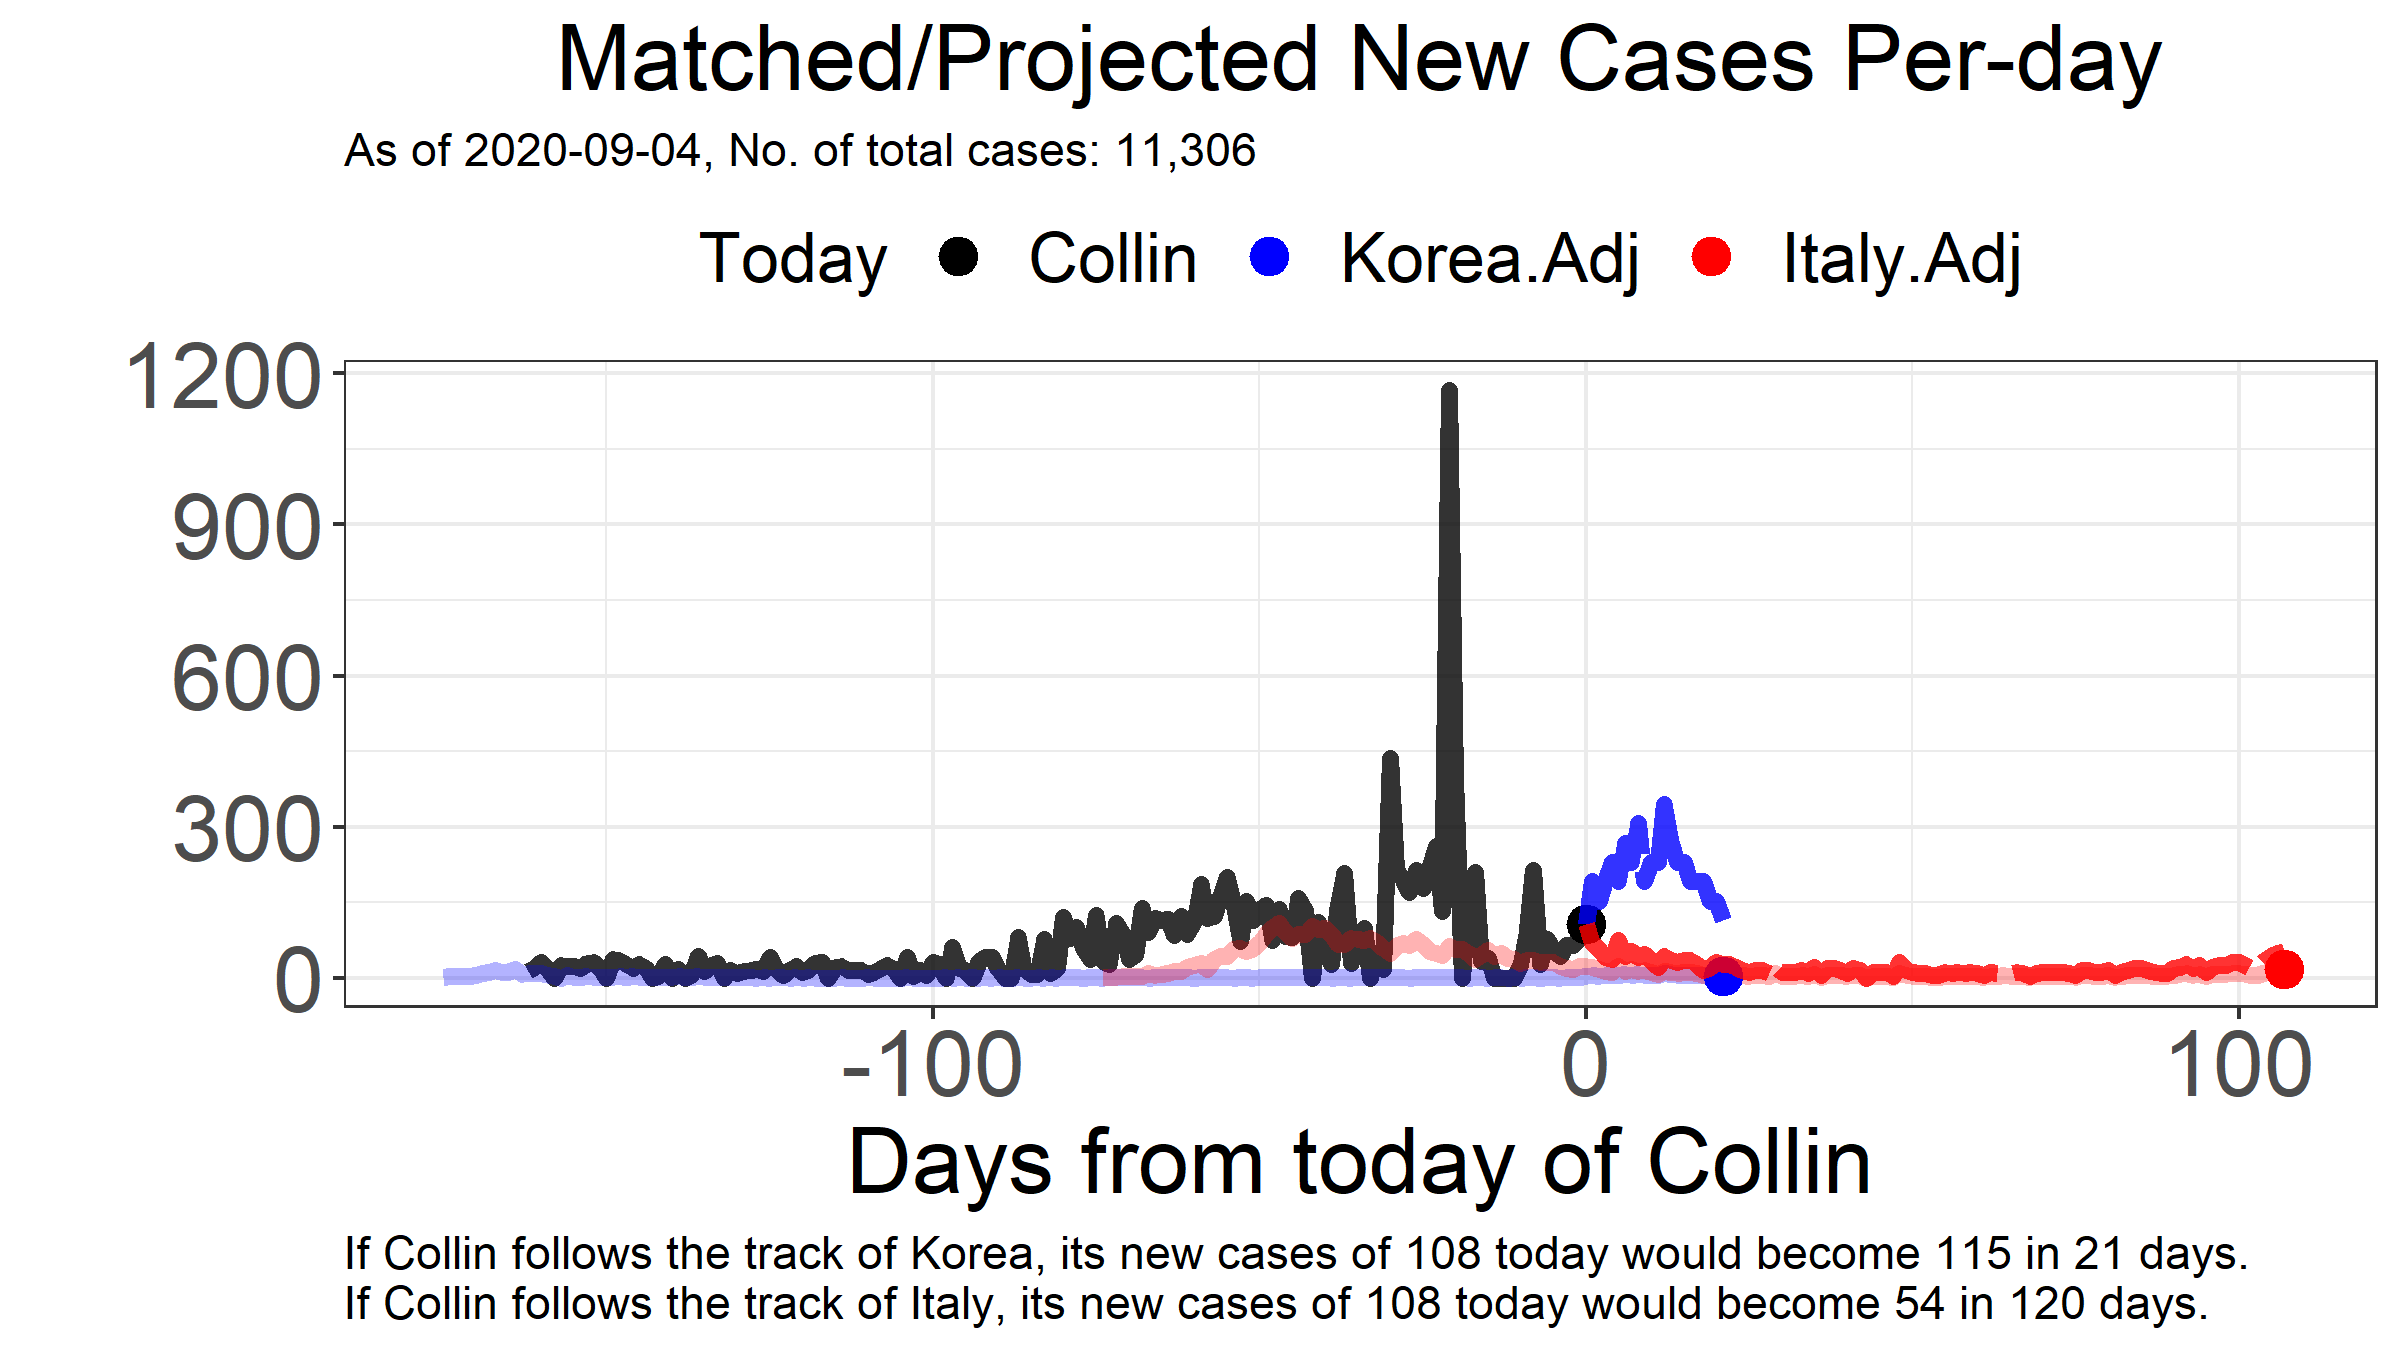 Matched/Projected New Cases Per-day
As of 2020-09-04, No. of total cases: 11,306
Today Collin Korea.Adj Italy.Adj
1200
900
600
300
0
-100 0 100
Days from today of Collin
If Collin follows the track of Korea, its new cases of 108 today would become 115 in 21 days.
If Collin follows the track of Italy, its new cases of 108 today would become 54 in 120 days.